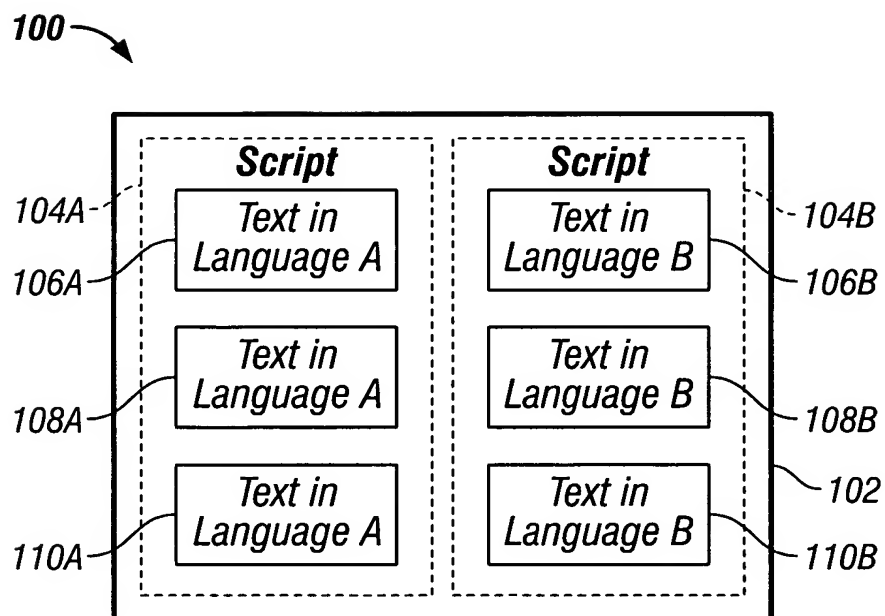 100
Script Script
104A Text in Language A Text in Language B 104B
106A 106B
Text in Language A Text in Language B
108A 108B
102
Text in Language A Text in Language B
110A 110B